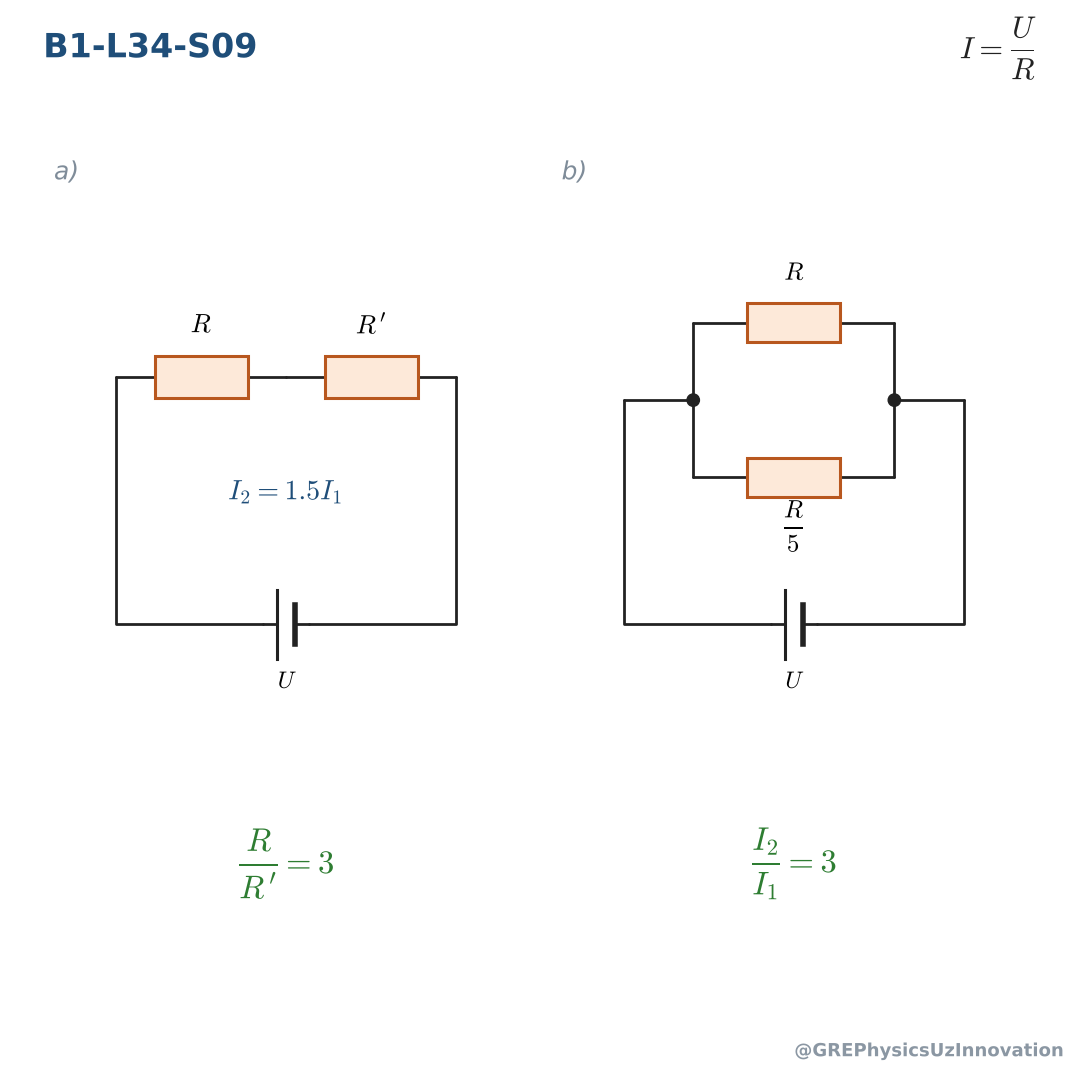 B1-L34-S09
I = U/R
a)
b)
R
R'
R
I₂ = 1.5I₁
R/5
U
U
R/R' = 3
I₂/I₁ = 3
@GREPhysicsUzInnovation